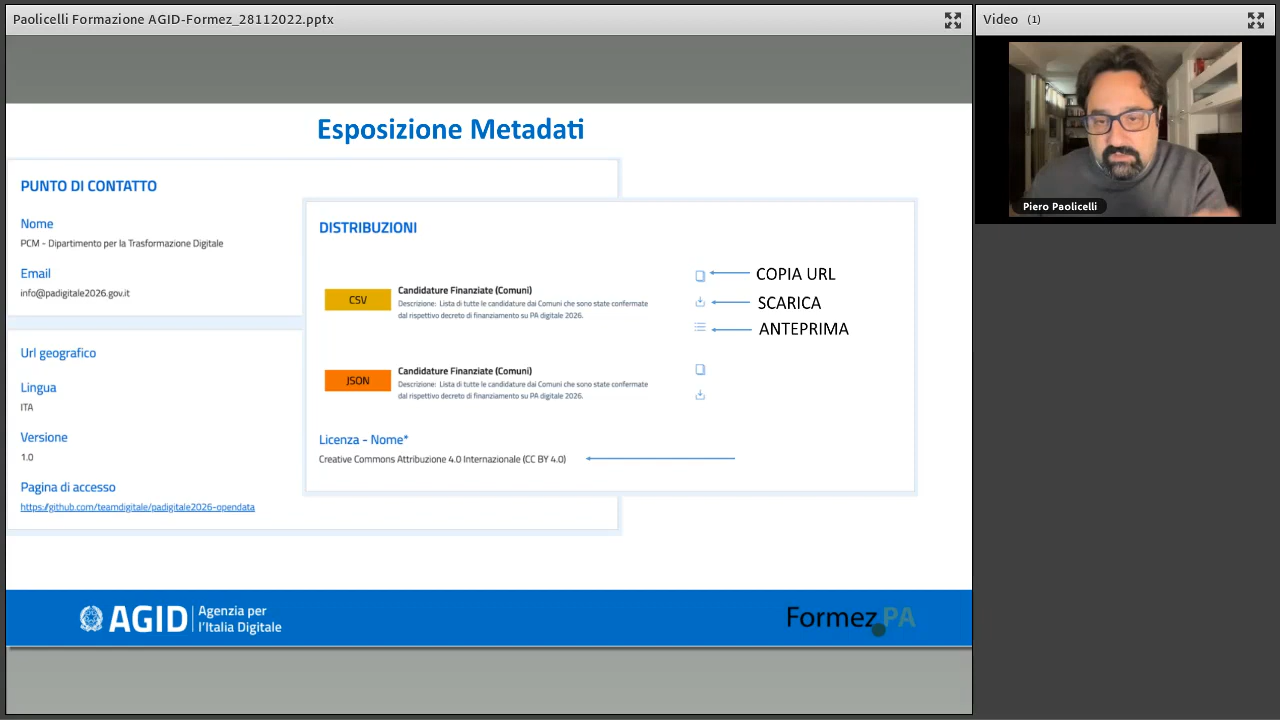 Paolicelli Formazione AGID-Formez_28112022.pptx
Video (1)
Piero Paolicelli
Esposizione Metadati
PUNTO DI CONTATTO
Nome
PCM - Dipartimento per la Trasformazione Digitale
Email
info@padigitale2026.gov.it
Url geografico
Lingua
ITA
Versione
1.0
Pagina di accesso
https://github.com/teamdigitale/padigitale2026-opendata
DISTRIBUZIONI
CSV
Candidature Finanziate (Comuni)
Descrizione: Lista di tutte le candidature dai Comuni che sono state confermate
dal rispettivo decreto di finanziamento su PA digitale 2026.
COPIA URL
SCARICA
ANTEPRIMA
JSON
Candidature Finanziate (Comuni)
Descrizione: Lista di tutte le candidature dai Comuni che sono state confermate
dal rispettivo decreto di finanziamento su PA digitale 2026.
Licenza - Nome*
Creative Commons Attribuzione 4.0 Internazionale (CC BY 4.0)
AGID
Agenzia per
l'Italia Digitale
Formez PA